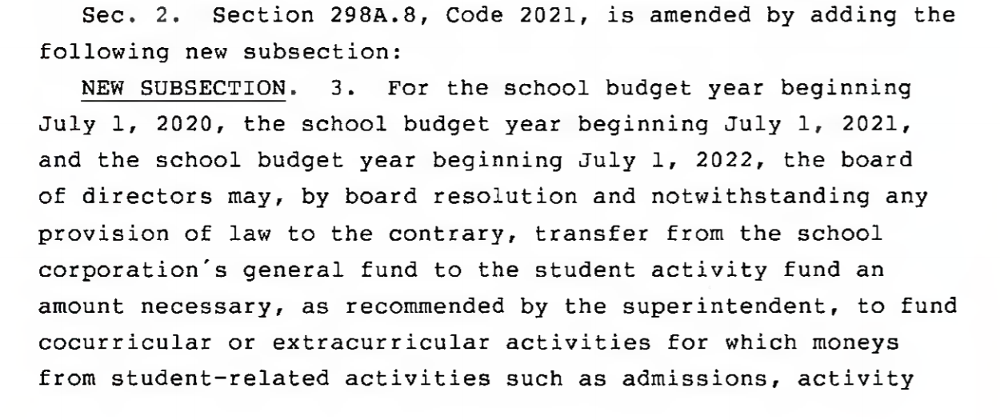 Sec. 2. Section 298A.8, Code 2021, is amended by adding the
following new subsection:
NEW SUBSECTION. 3. For the school budget year beginning
July 1, 2020, the school budget year beginning July 1, 2021,
and the school budget year beginning July 1, 2022, the board
of directors may, by board resolution and notwithstanding any
provision of law to the contrary, transfer from the school
corporation's general fund to the student activity fund an
amount necessary, as recommended by the superintendent, to fund
cocurricular or extracurricular activities for which moneys
from student-related activities such as admissions, activity